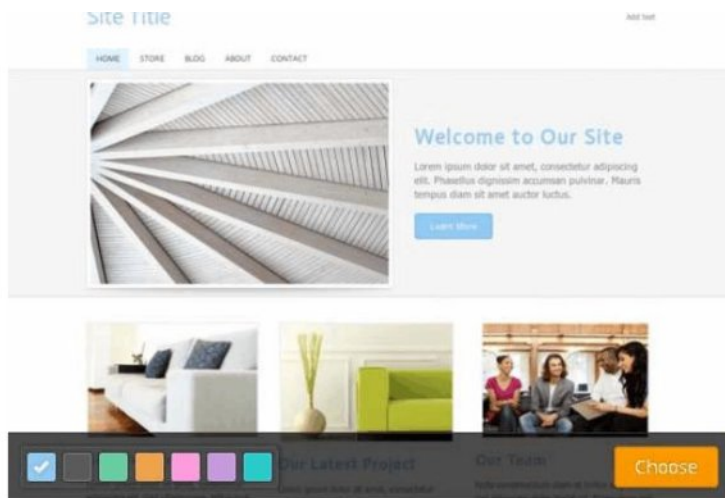 Site Title
Add text
HOME STORE BLOG ABOUT CONTACT
Welcome to Our Site
Lorem ipsum dolor sit amet, consectetur adipiscing
elit. Phasellus dignissim accumsan pulvinar. Mauris
tempus diam sit amet auctor luctus.
Learn More
Our Latest Project
Our Team
Choose